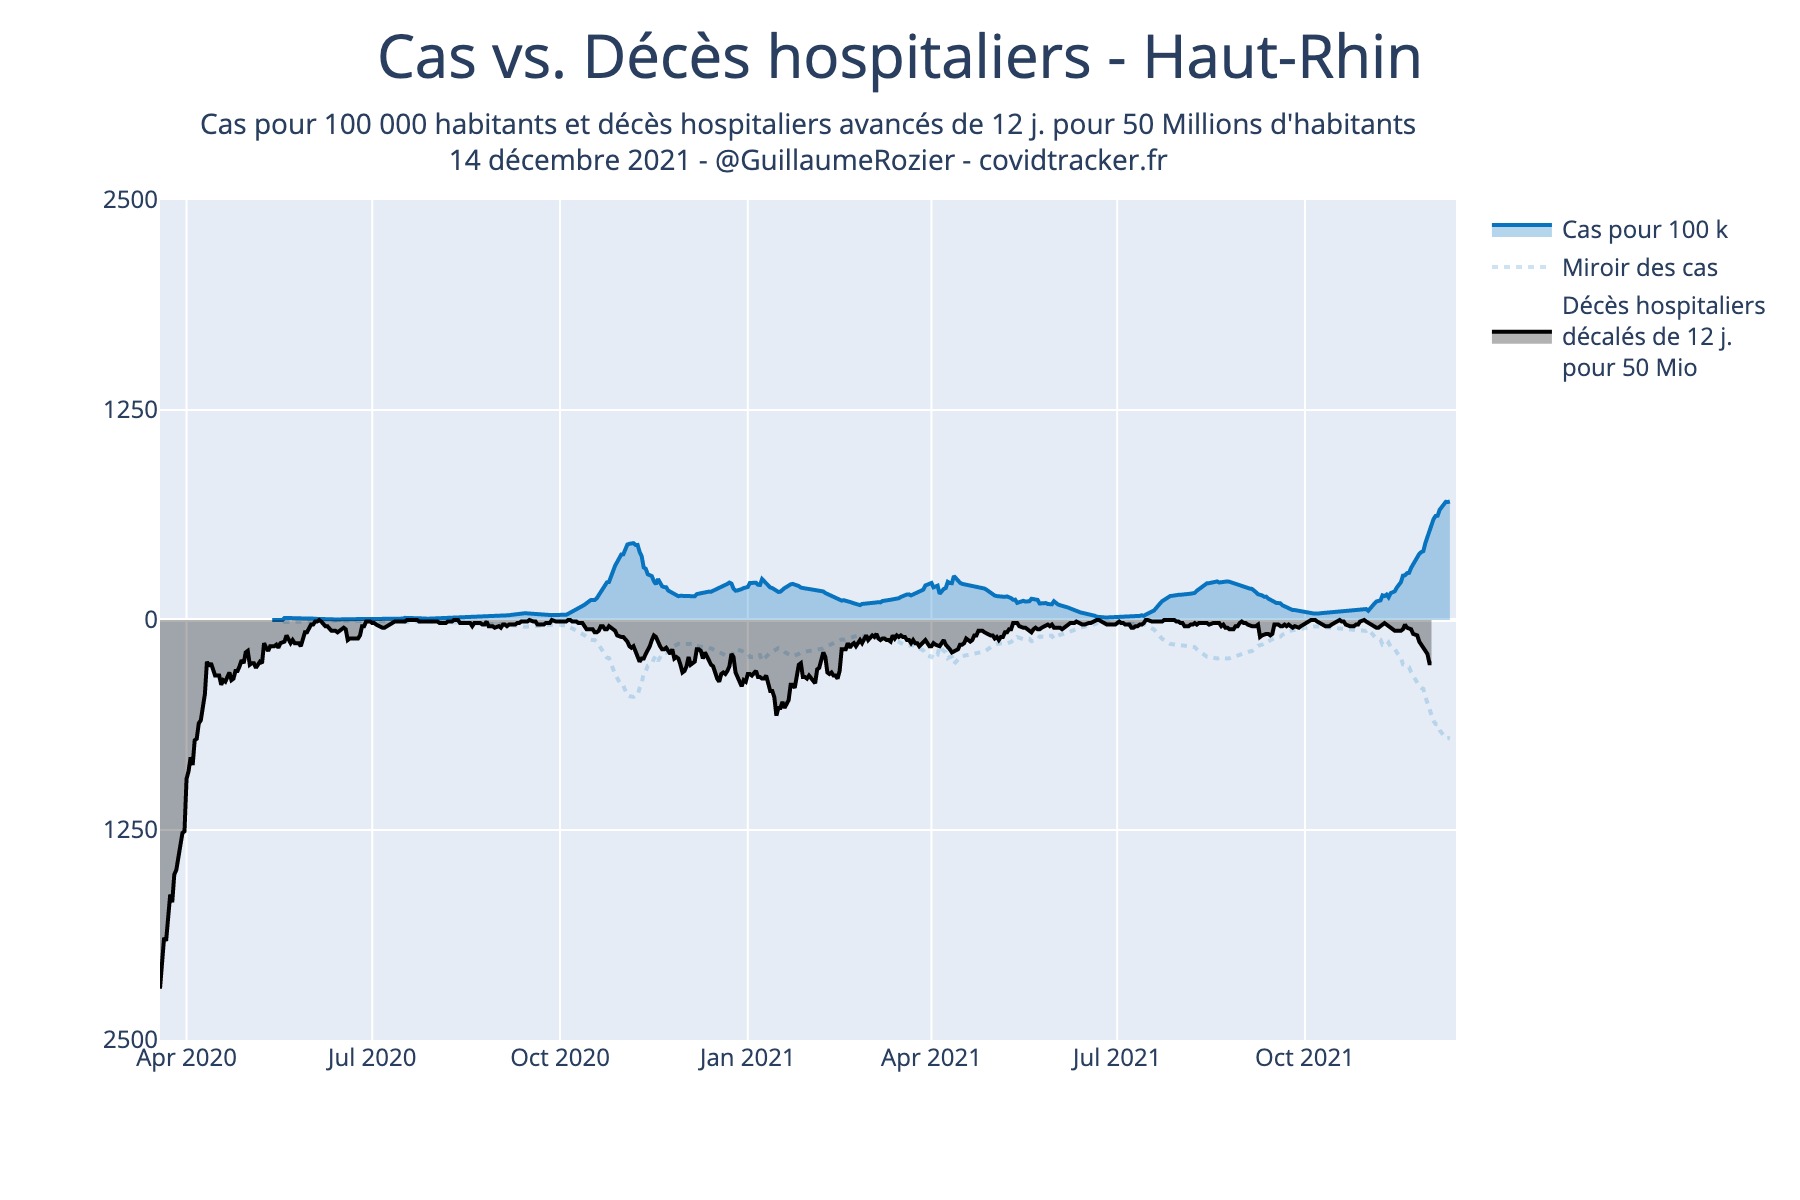 Cas vs. Décès hospitaliers - Haut-Rhin
Cas pour 100 000 habitants et décès hospitaliers avancés de 12 j. pour 50 Millions d'habitants
14 décembre 2021 - @GuillaumeRozier - covidtracker.fr
2500
1250
0
1250
2500
Apr 2020
Jul 2020
Oct 2020
Jan 2021
Apr 2021
Jul 2021
Oct 2021
Cas pour 100 k
Miroir des cas
Décès hospitaliers
décalés de 12 j.
pour 50 Mio